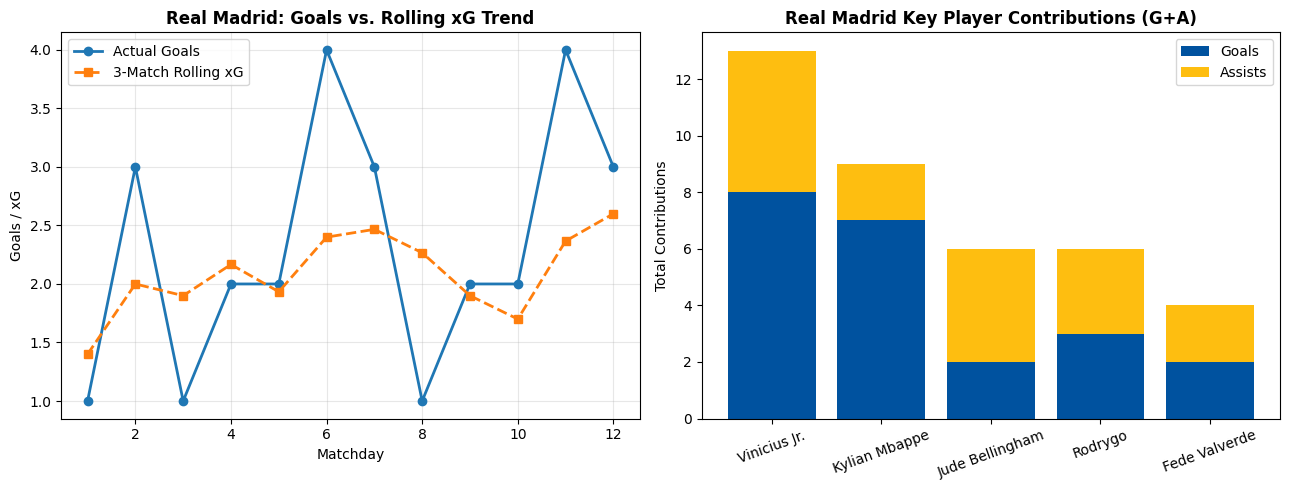 Real Madrid: Goals vs. Rolling xG Trend
Actual Goals
3-Match Rolling xG
Goals / xG
4.0
3.5
3.0
2.5
2.0
1.5
1.0
2 4 6 8 10 12
Matchday
Real Madrid Key Player Contributions (G+A)
Goals
Assists
Total Contributions
12
10
8
6
4
2
0
Vinicius Jr. Kylian Mbappe Jude Bellingham Rodrygo Fede Valverde